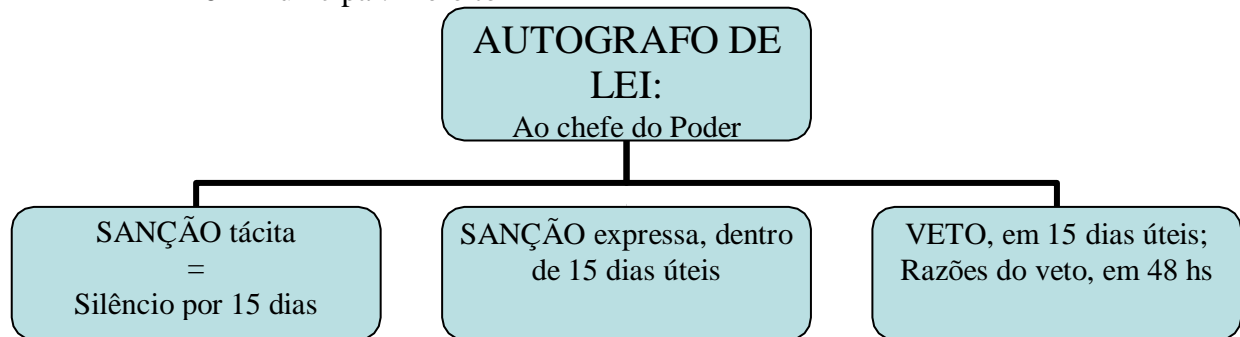 AUTOGRAFO DE
LEI:
Ao chefe do Poder
SANÇÃO tácita
=
Silêncio por 15 dias
SANÇÃO expressa, dentro
de 15 dias úteis
VETO, em 15 dias úteis;
Razões do veto, em 48 hs